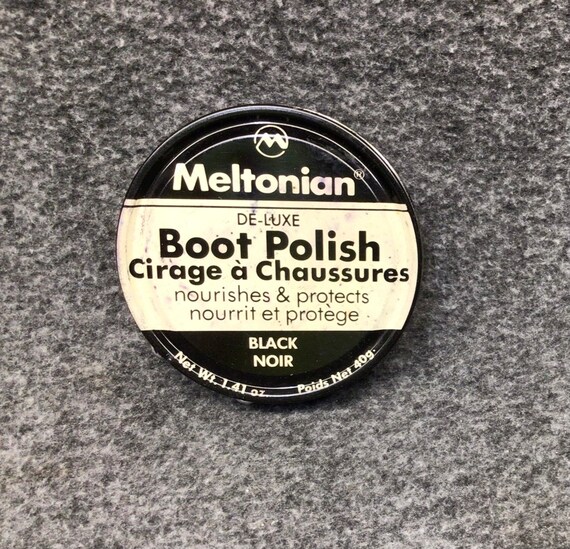 Meltonian®
DE-LUXE
Boot Polish
Cirage à Chaussures
nourishes & protects
nourrit et protège
BLACK
NOIR
Net Wt. 1.41 oz. Poids Net 40g.